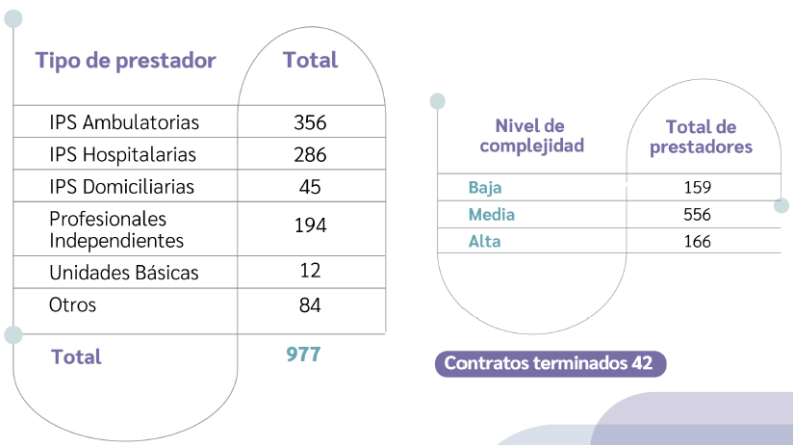 Tipo de prestador Total
IPS Ambulatorias 356
IPS Hospitalarias 286
IPS Domiciliarias 45
Profesionales
Independientes 194
Unidades Básicas 12
Otros 84
Total 977
Nivel de
complejidad
Total de
prestadores
Baja 159
Media 556
Alta 166
Contratos terminados 42